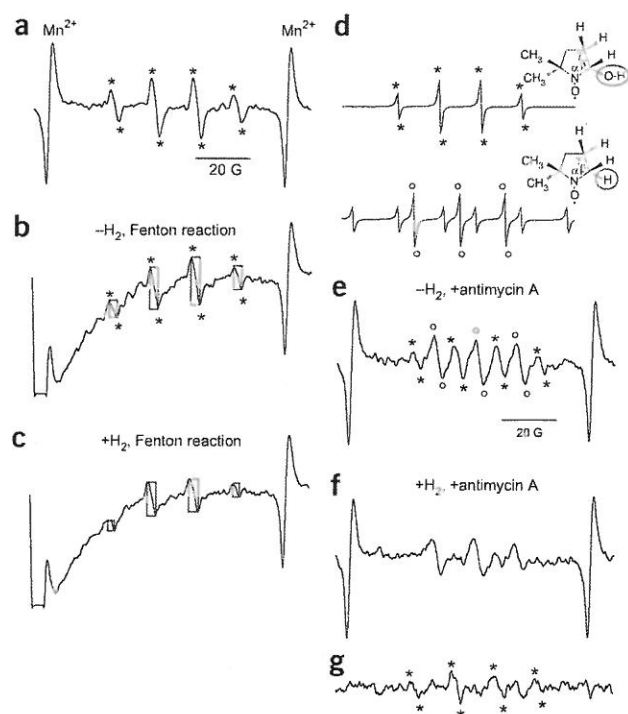 a
Mn²⁺
Mn²⁺
*
*
*
*
*
*
*
*
20 G
b
–H₂, Fenton reaction
*
*
*
*
*
*
*
*
c
+H₂, Fenton reaction
d
H
H
CH₃
α
H
CH₃
N
O-H
O
*
*
*
*
*
*
*
*
H
H
CH₃
α
H
CH₃
N
H
O
e
–H₂, +antimycin A
20 G
f
+H₂, +antimycin A
g
*
*
*
*
*
*
*
*